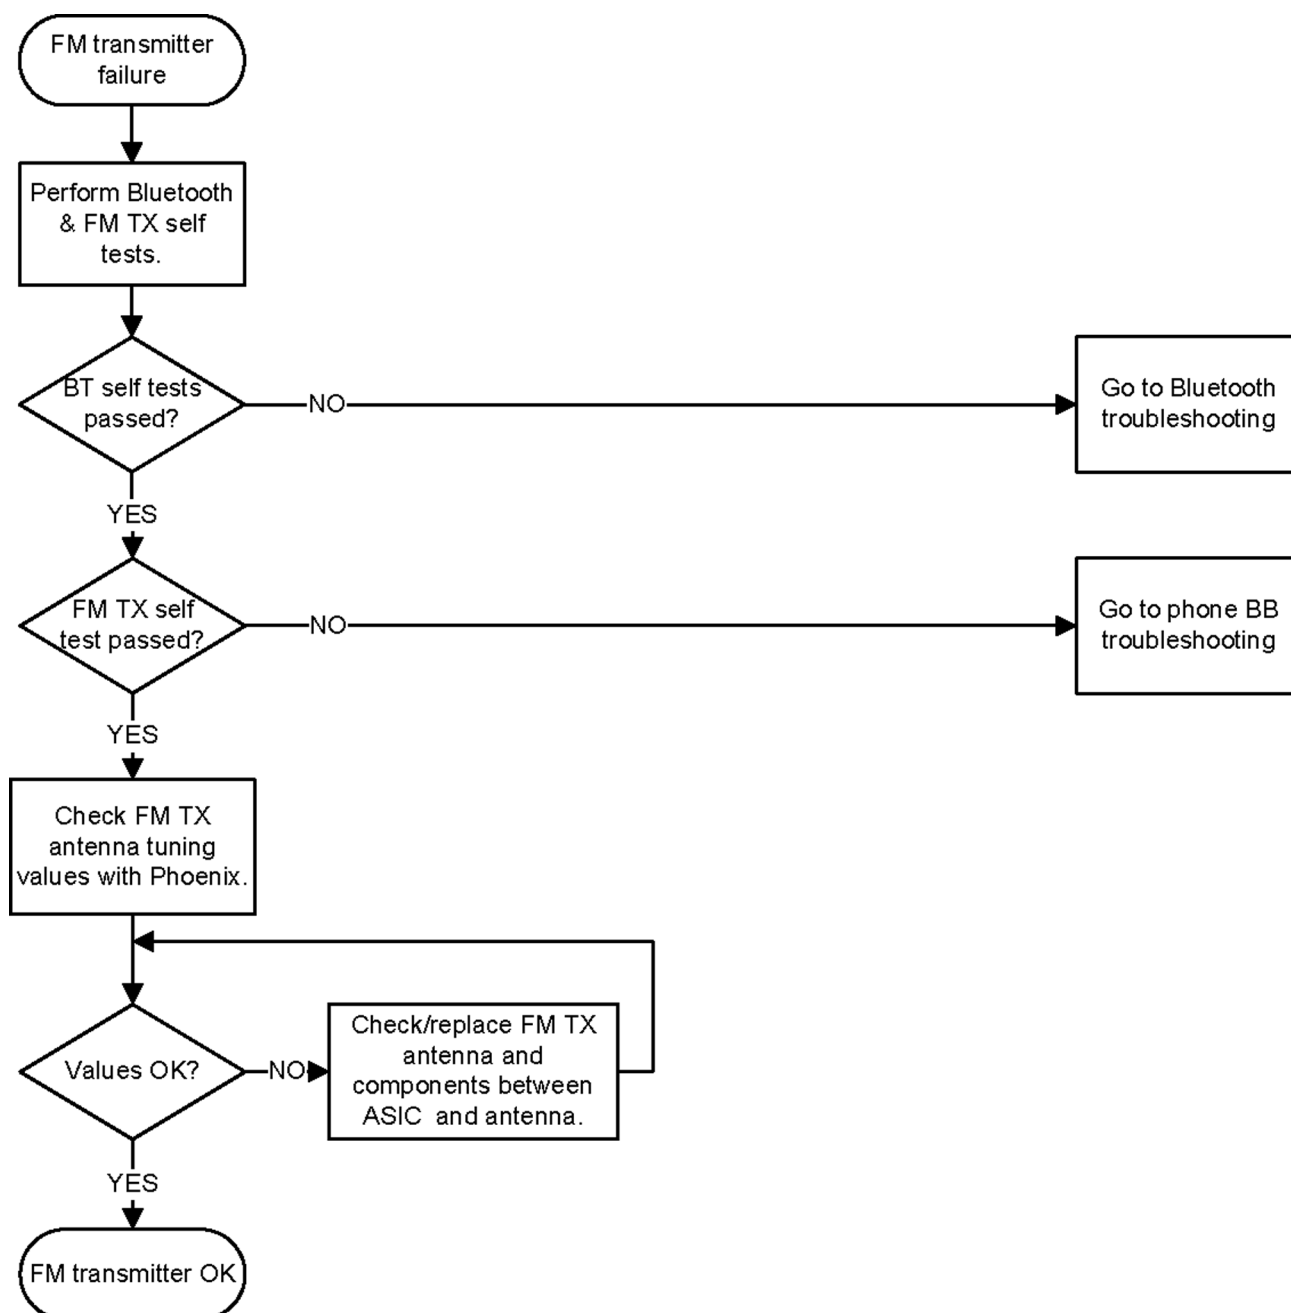 FM transmitter
failure
Perform Bluetooth
& FM TX self
tests.
BT self tests
passed?
NO
Go to Bluetooth
troubleshooting
YES
FM TX self
test passed?
NO
Go to phone BB
troubleshooting
YES
Check FM TX
antenna tuning
values with Phoenix.
Values OK?
NO
Check/replace FM TX
antenna and
components between
ASIC and antenna.
YES
FM transmitter OK